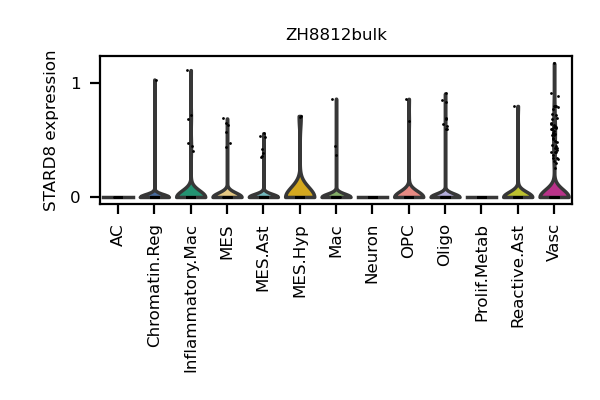 ZH8812bulk
STARD8 expression
1
0
AC
Chromatin.Reg
Inflammatory.Mac
MES
MES.Ast
MES.Hyp
Mac
Neuron
OPC
Oligo
Prolif.Metab
Reactive.Ast
Vasc